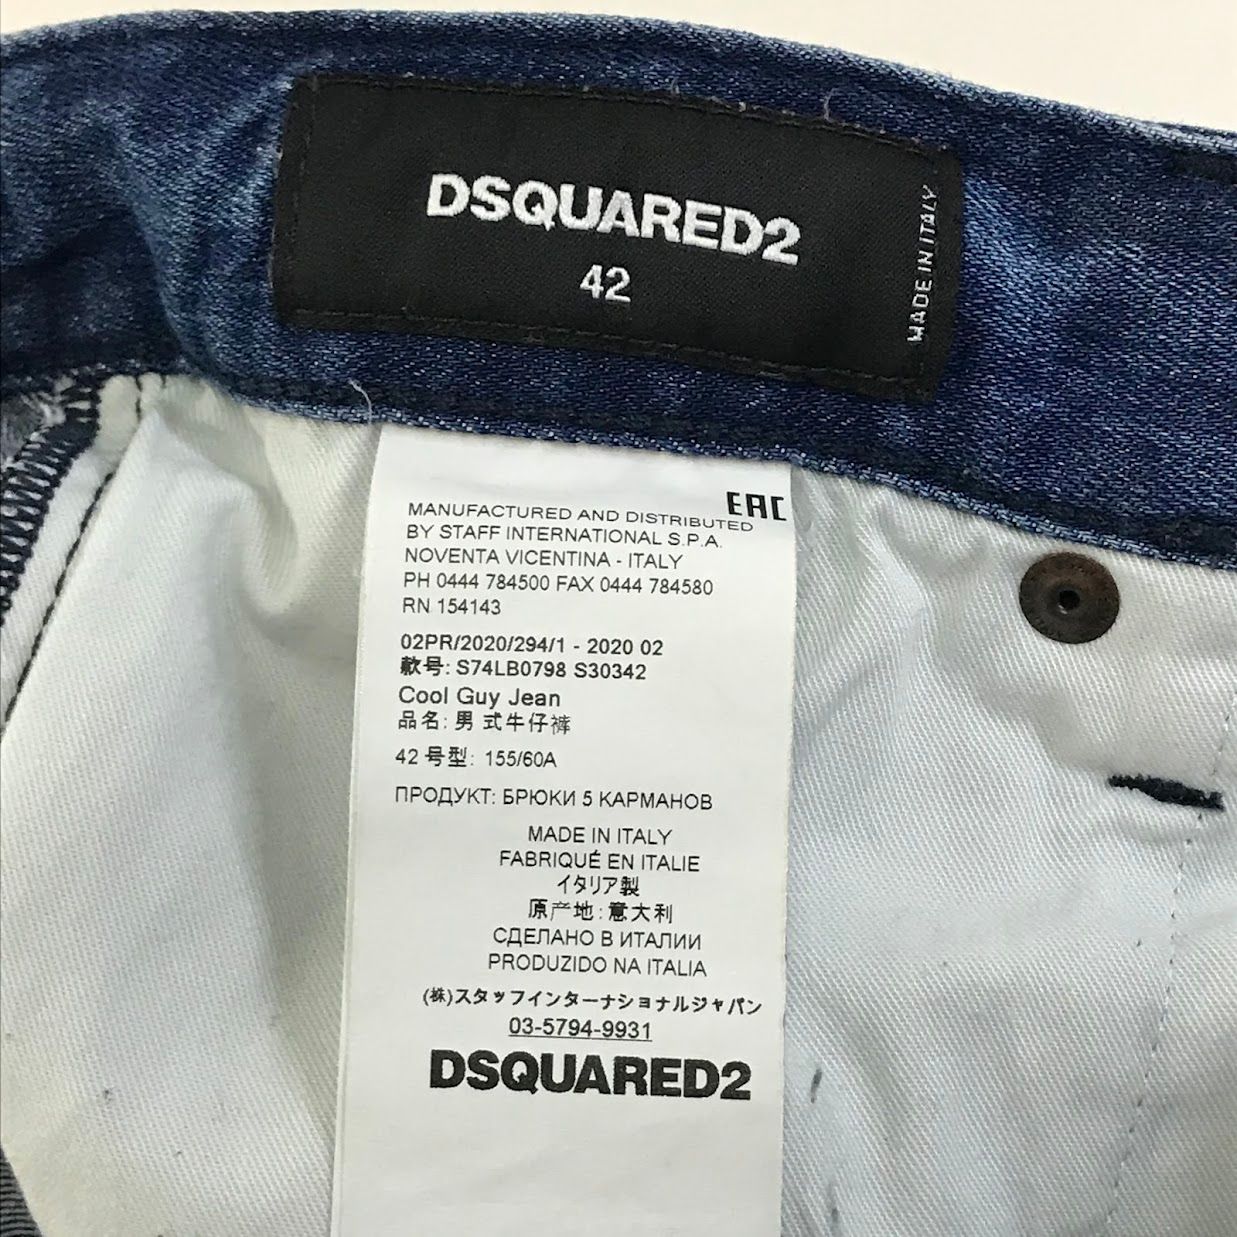 DSQUARED2
42
MADE IN ITALY
EAC
MANUFACTURED AND DISTRIBUTED
BY STAFF INTERNATIONAL S.P.A.
NOVENTA VICENTINA - ITALY
PH 0444 784500 FAX 0444 784580
RN 154143
02PR/2020/294/1 - 2020 02
款号: S74LB0798 S30342
Cool Guy Jean
品名: 男式牛仔裤
42 号型: 155/60A
ПРОДУКТ: БРЮКИ 5 КАРМАНОВ
MADE IN ITALY
FABRIQUÉ EN ITALIE
イタリア製
原产地: 意大利
СДЕЛАНО В ИТАЛИИ
PRODUZIDO NA ITALIA
(株)スタッフインターナショナルジャパン
03-5794-9931
DSQUARED2